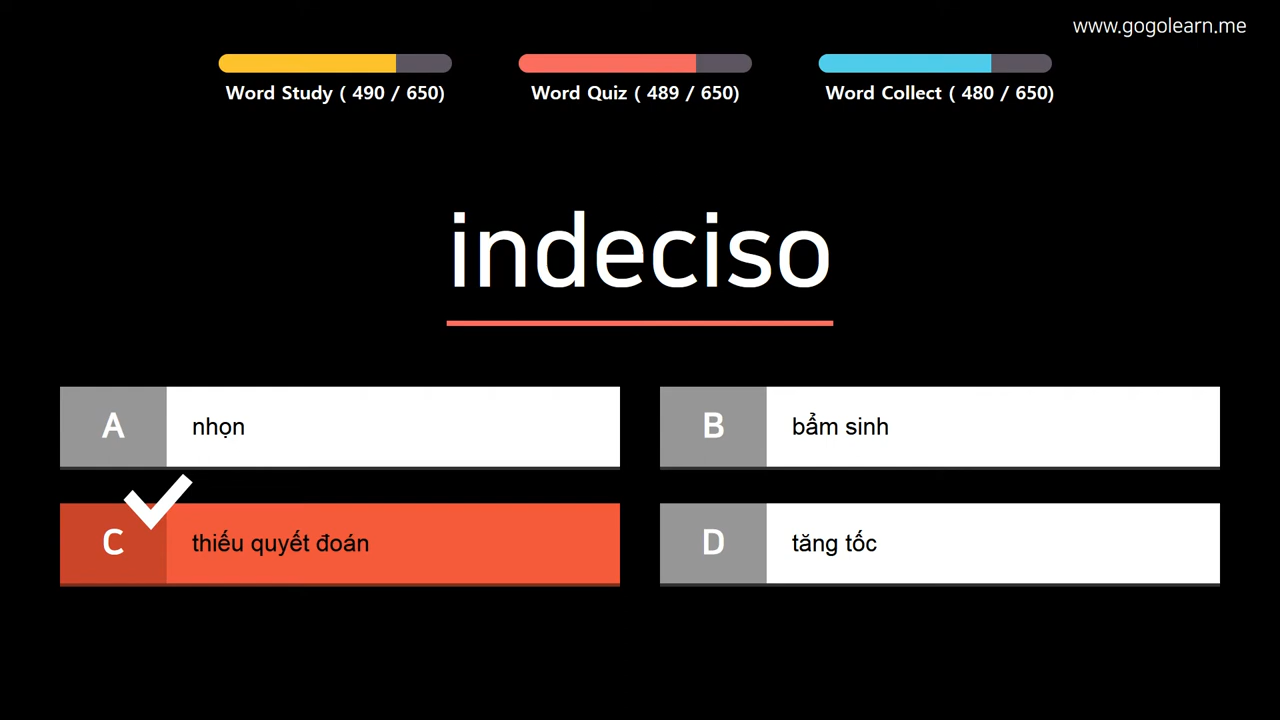 www.gogolearn.me
Word Study ( 490 / 650)
Word Quiz ( 489 / 650)
Word Collect ( 480 / 650)
indeciso
A
nhọn
B
bẩm sinh
C
thiếu quyết đoán
D
tăng tốc